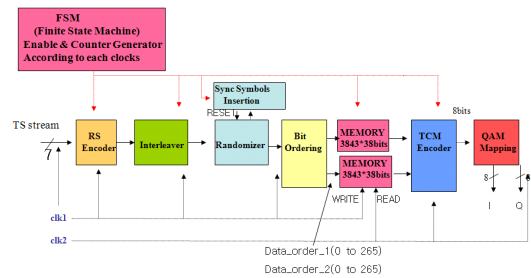 FSM
(Finite State Machine)
Enable & Counter Generator
According to each clocks
Sync Symbols
Insertion
RESET
8bits
TS stream
RS
Encoder
Interleaver
Randomizer
Bit
Ordering
MEMORY
3843*38bits
MEMORY
3843*38bits
TCM
Encoder
QAM
Mapping
WRITE
READ
8
I
Q
clk1
clk2
Data_order_1(0 to 265)
Data_order_2(0 to 265)